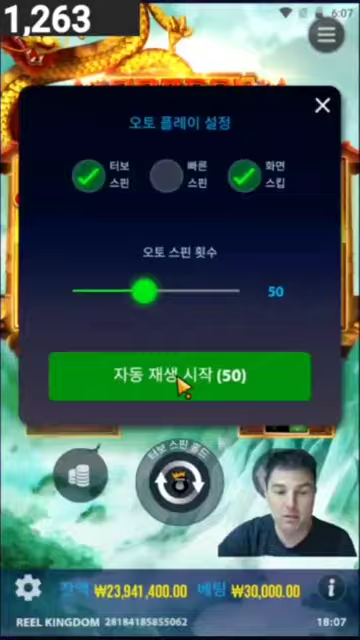 1,263
6:07
오토 플레이 설정
터보 스핀
빠른 스핀
화면 스킵
오토 스핀 횟수
50
자동 재생 시작 (50)
터보 스핀 홀드
잔액 ₩23,941,400.00 베팅 ₩30,000.00
REEL KINGDOM 28184185855062 18:07